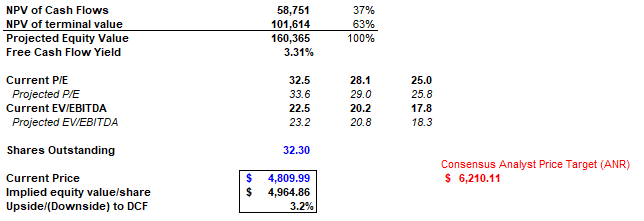 NPV of Cash Flows 58,751 37%
NPV of terminal value 101,614 63%
Projected Equity Value 160,365 100%
Free Cash Flow Yield 3.31%
Current P/E 32.5 28.1 25.0
Projected P/E 33.6 29.0 25.8
Current EV/EBITDA 22.5 20.2 17.8
Projected EV/EBITDA 23.2 20.8 18.3
Shares Outstanding 32.30
Consensus Analyst Price Target (ANR)
Current Price $ 4,809.99 $ 6,210.11
Implied equity value/share $ 4,964.86
Upside/(Downside) to DCF 3.2%